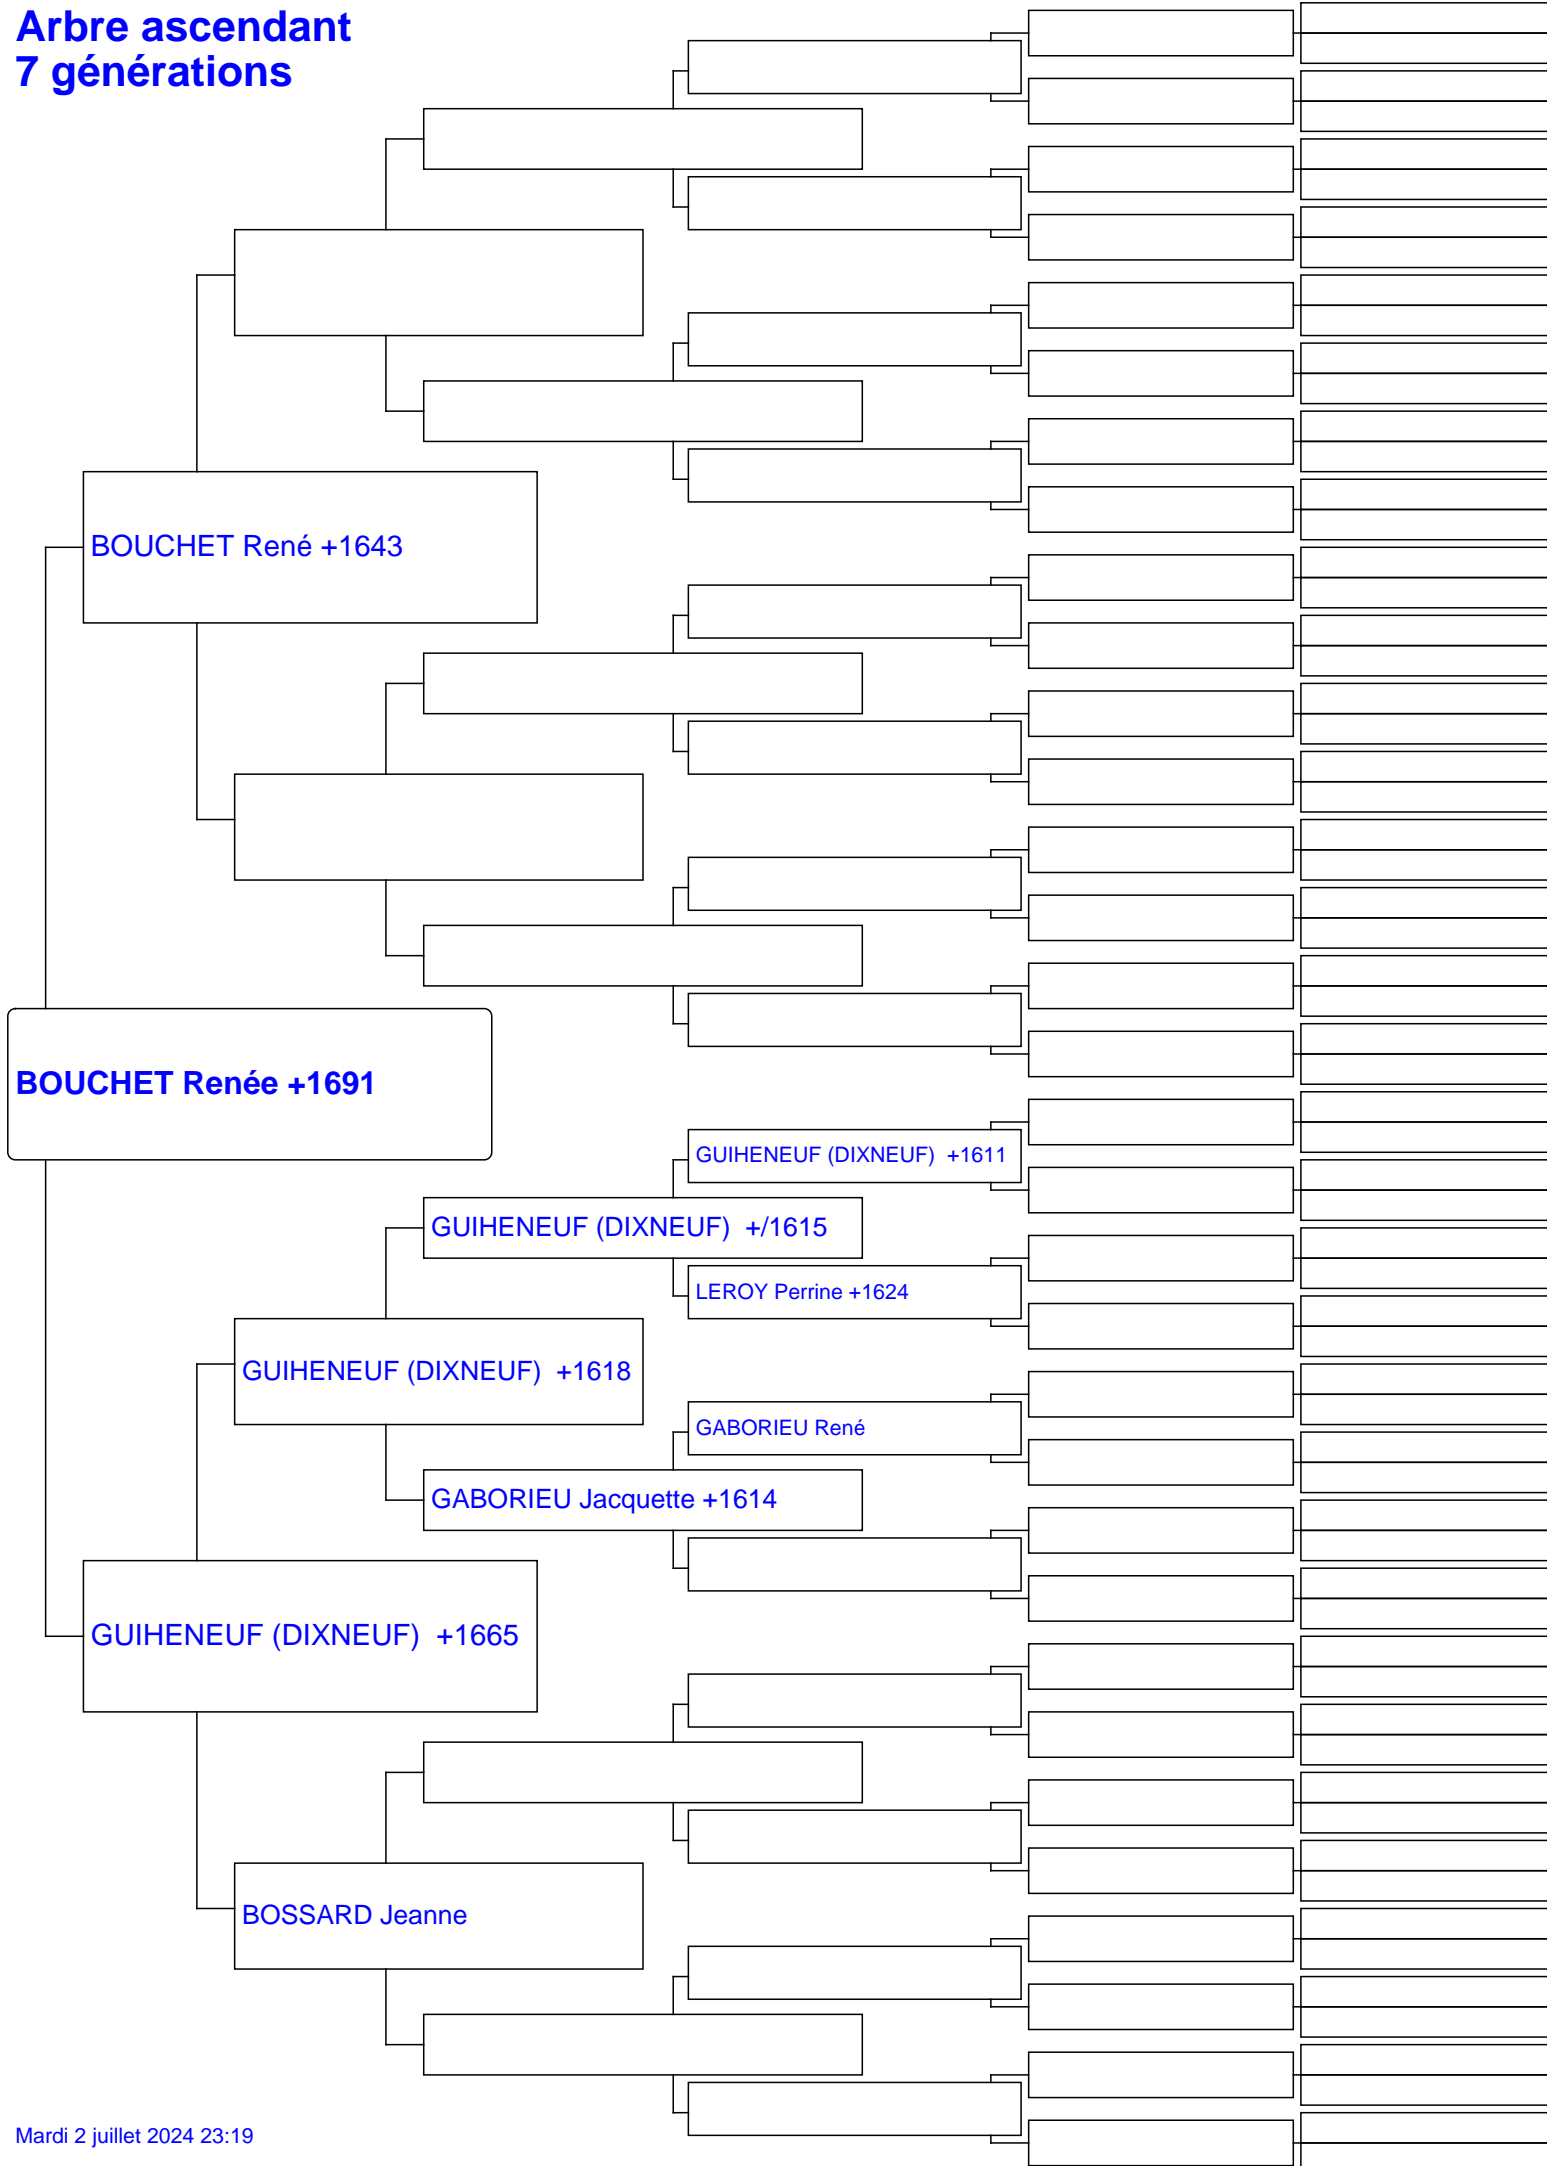 Arbre ascendant
7 générations
BOUCHET René +1643
BOUCHET Renée +1691
GUIHENEUF (DIXNEUF)  +1611
GUIHENEUF (DIXNEUF)  +/1615
LEROY Perrine +1624
GUIHENEUF (DIXNEUF)  +1618
GABORIEU René
GABORIEU Jacquette +1614
GUIHENEUF (DIXNEUF)  +1665
BOSSARD Jeanne
Mardi 2 juillet 2024 23:19